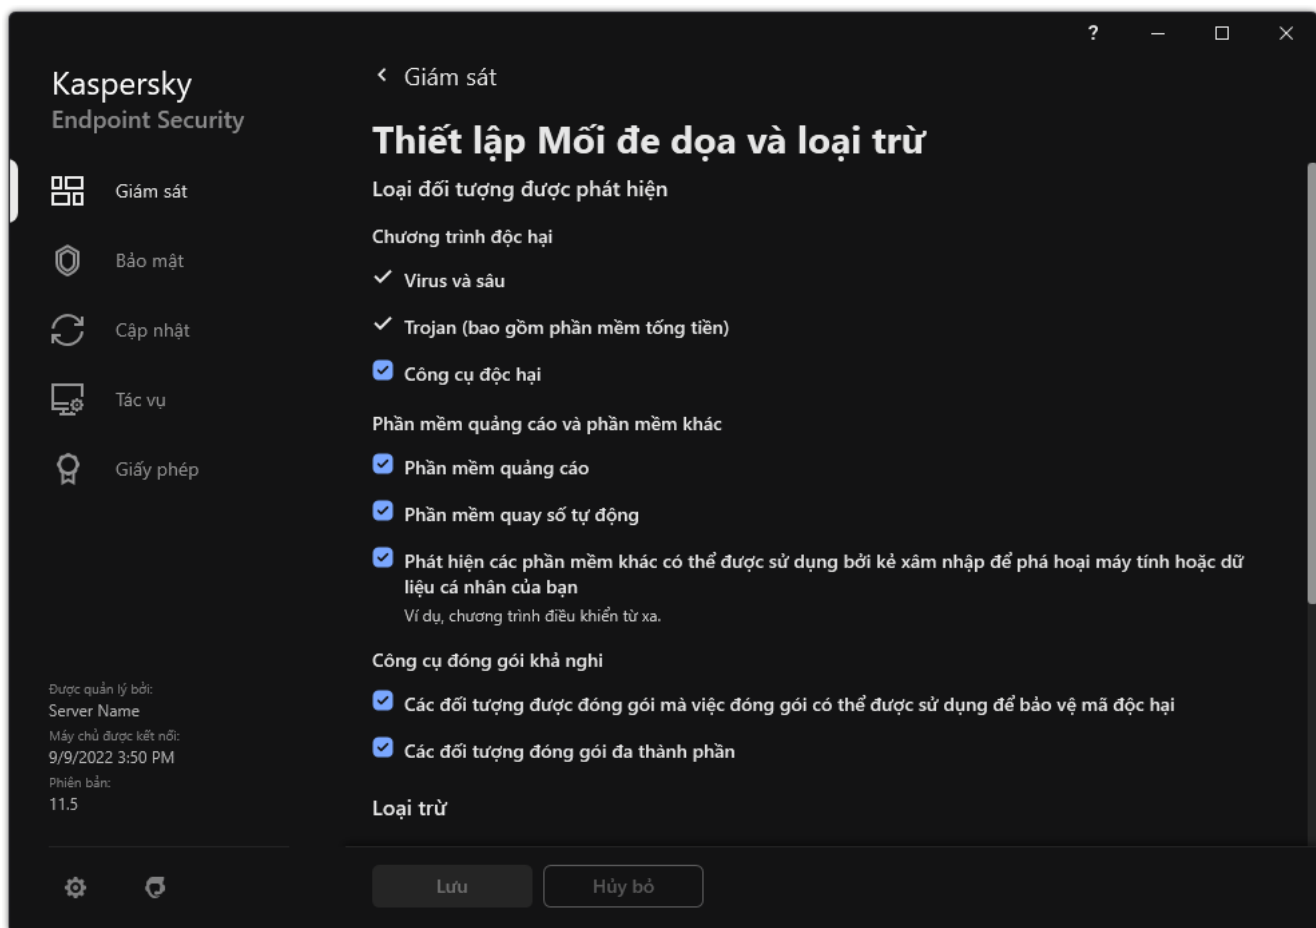 ?
Kaspersky
Endpoint Security
Giám sát
Bảo mật
Cập nhật
Tác vụ
Giấy phép
Được quản lý bởi:
Server Name
Máy chủ được kết nối:
9/9/2022 3:50 PM
Phiên bản:
11.5
Giám sát
Thiết lập Mối đe dọa và loại trừ
Loại đối tượng được phát hiện
Chương trình độc hại
Virus và sâu
Trojan (bao gồm phần mềm tống tiền)
Công cụ độc hại
Phần mềm quảng cáo và phần mềm khác
Phần mềm quảng cáo
Phần mềm quay số tự động
Phát hiện các phần mềm khác có thể được sử dụng bởi kẻ xâm nhập để phá hoại máy tính hoặc dữ
liệu cá nhân của bạn
Ví dụ, chương trình điều khiển từ xa.
Công cụ đóng gói khả nghi
Các đối tượng được đóng gói mà việc đóng gói có thể được sử dụng để bảo vệ mã độc hại
Các đối tượng đóng gói đa thành phần
Loại trừ
Lưu
Hủy bỏ